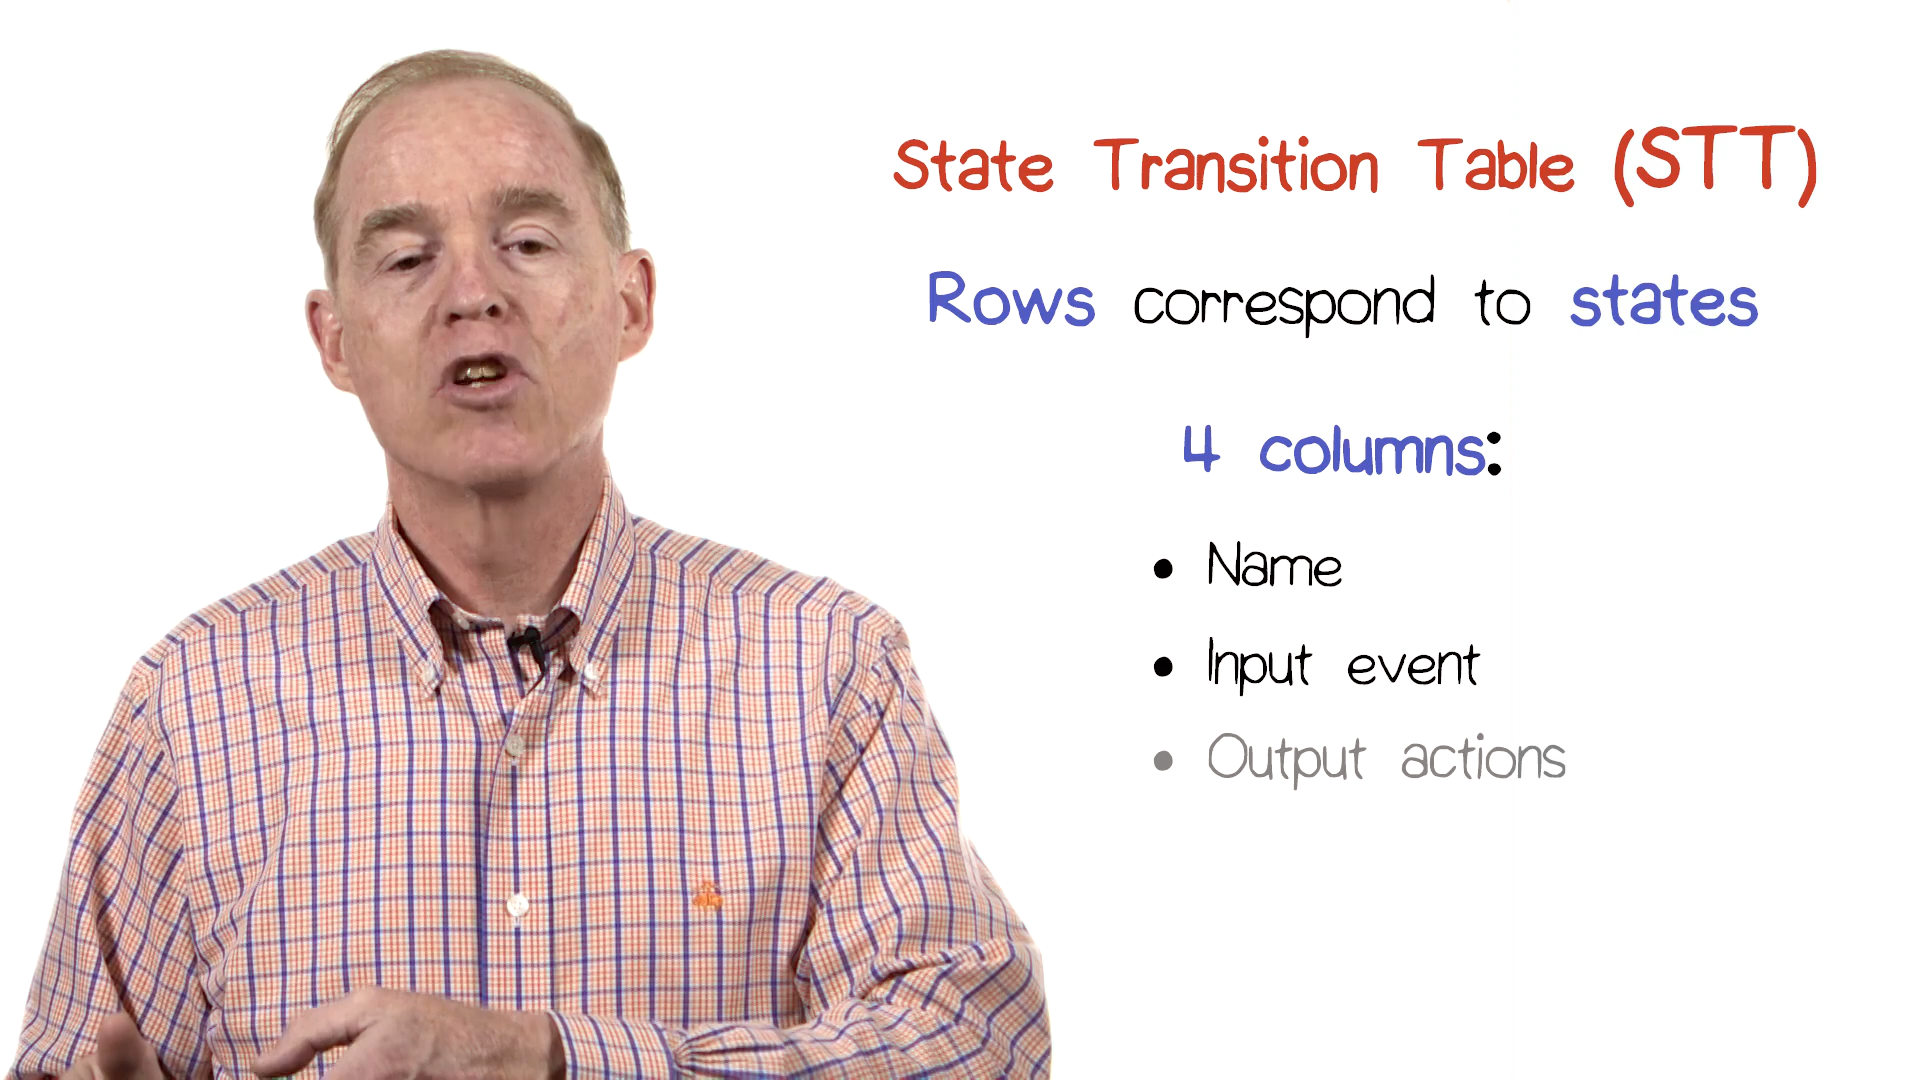 State Transition Table (STT)
Rows correspond to states
4 columns:
• Name
• Input event
• Output actions